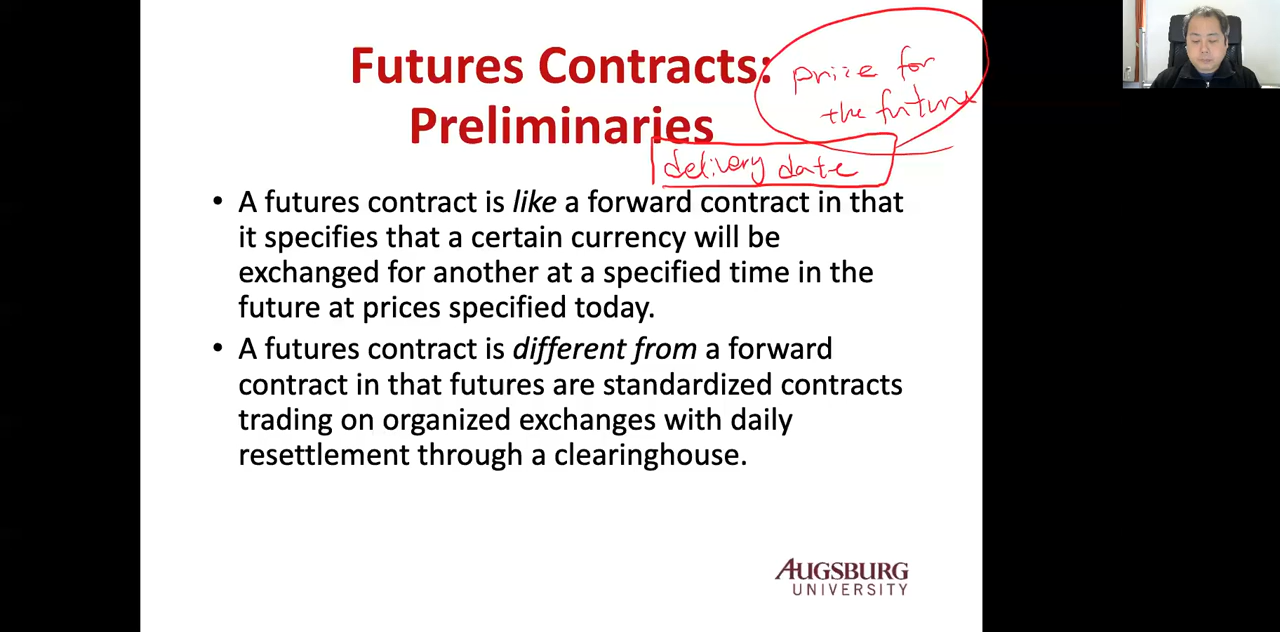 Futures Contracts:
Preliminaries
price for
the future
delivery date
• A futures contract is like a forward contract in that
it specifies that a certain currency will be
exchanged for another at a specified time in the
future at prices specified today.
• A futures contract is different from a forward
contract in that futures are standardized contracts
trading on organized exchanges with daily
resettlement through a clearinghouse.
AUGSBURG
UNIVERSITY